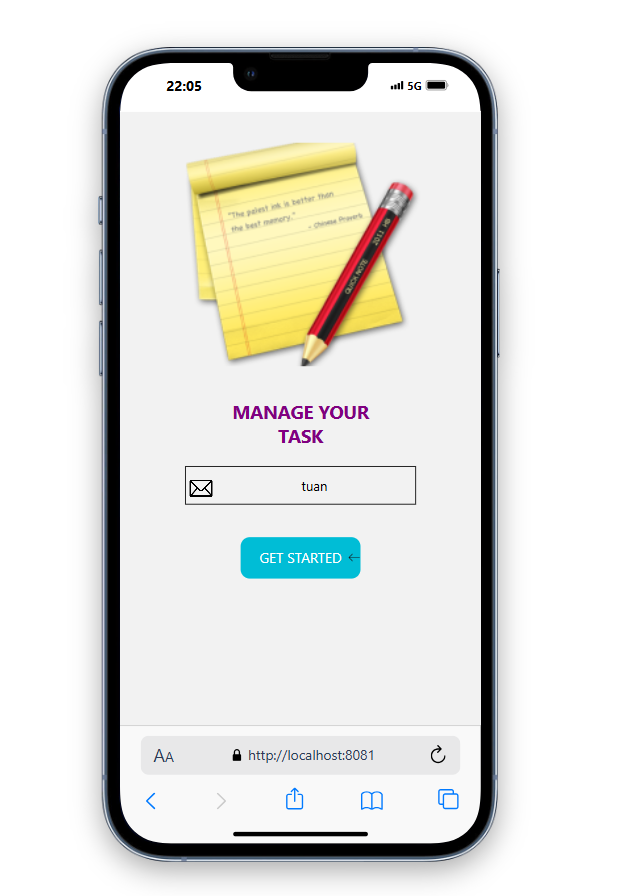 22:05
5G
"The palest ink is better than
the best memory."
- Chinese Proverb
QUICK NOTE 2011 HB
MANAGE YOUR
TASK
tuan
GET STARTED ←
AA
http://localhost:8081